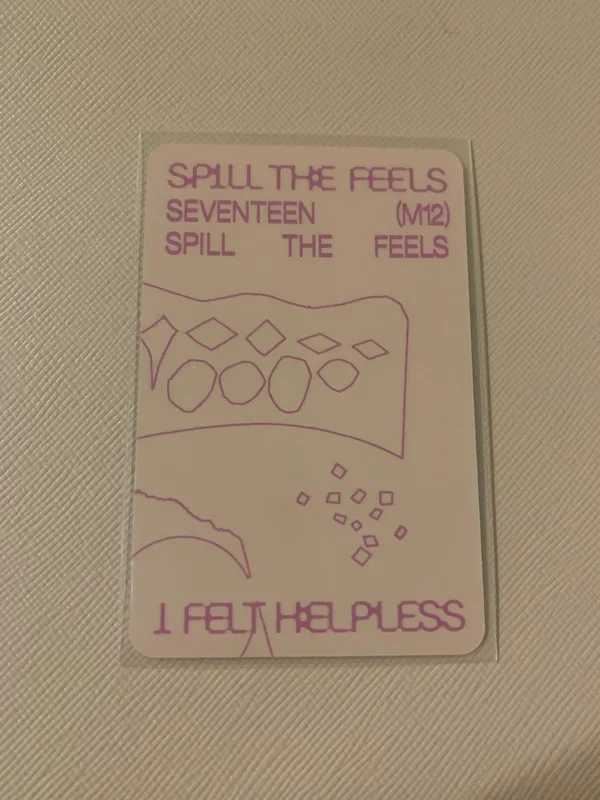 SPILL THE FEELS
SEVENTEEN (M12)
SPILL THE FEELS
I FELT HELPLESS